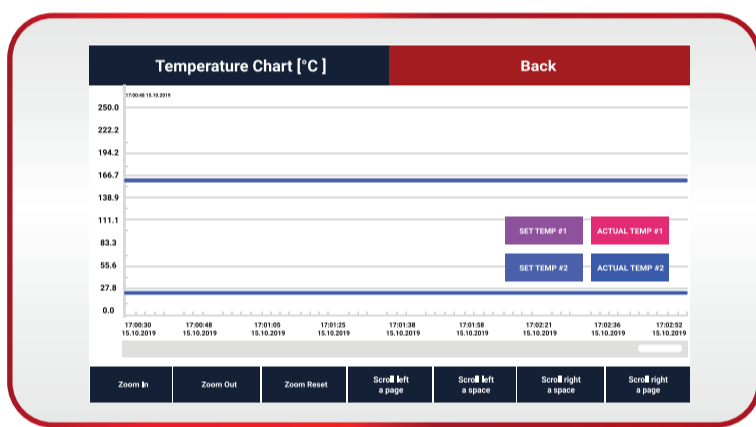 Temperature Chart [°C ]
Back
17:00:48 15.10.2019
250.0
222.2
194.2
166.7
138.9
111.1
83.3
55.6
27.8
0.0
SET TEMP #1
ACTUAL TEMP #1
SET TEMP #2
ACTUAL TEMP #2
17:00:30 17:00:48 17:01:05 17:01:25 17:01:38 17:01:58 17:02:21 17:02:36 17:02:52
15.10.2019 15.10.2019 15.10.2019 15.10.2019 15.10.2019 15.10.2019 15.10.2019 15.10.2019 15.10.2019
Zoom In
Zoom Out
Zoom Reset
Scroll left
a page
Scroll left
a space
Scroll right
a space
Scroll right
a page